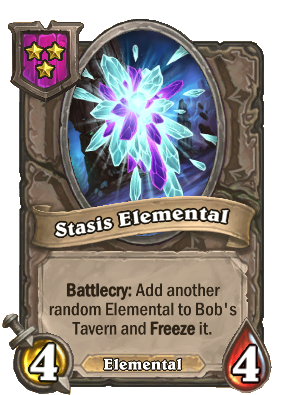 Stasis Elemental
Battlecry: Add another
random Elemental to Bob's
Tavern and Freeze it.
4
Elemental
4